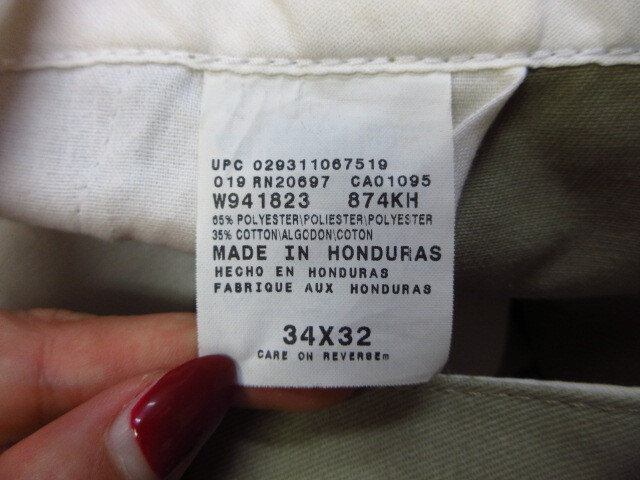 UPC 029311067519
019 RN20697 CA01095
W941823 874KH
65% POLYESTER\POLIESTER\POLYESTER
35% COTTON\ALGODON\COTON
MADE IN HONDURAS
HECHO EN HONDURAS
FABRIQUE AUX HONDURAS
34X32
CARE ON REVERSEm